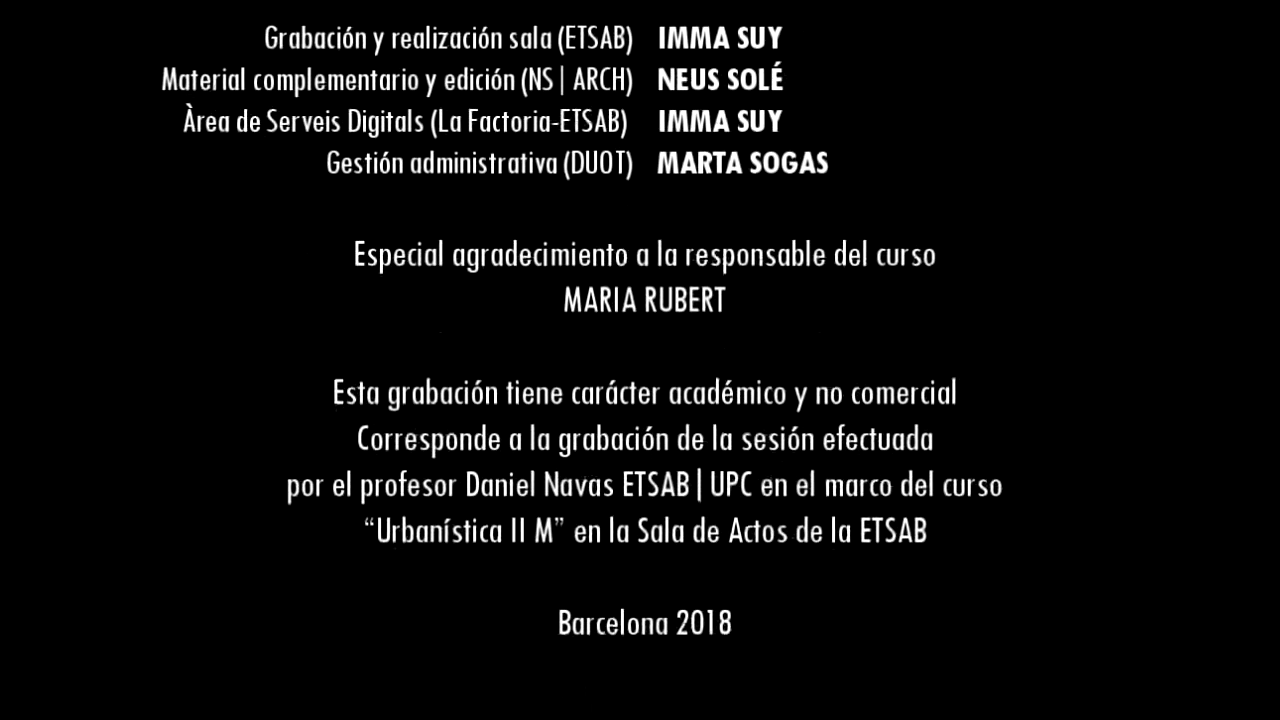 Grabación y realización sala (ETSAB) IMMA SUY
Material complementario y edición (NS | ARCH) NEUS SOLÉ
Àrea de Serveis Digitals (La Factoria-ETSAB) IMMA SUY
Gestión administrativa (DUOT) MARTA SOGAS
Especial agradecimiento a la responsable del curso
MARIA RUBERT
Esta grabación tiene carácter académico y no comercial
Corresponde a la grabación de la sesión efectuada
por el profesor Daniel Navas ETSAB | UPC en el marco del curso
“Urbanística II M” en la Sala de Actos de la ETSAB
Barcelona 2018